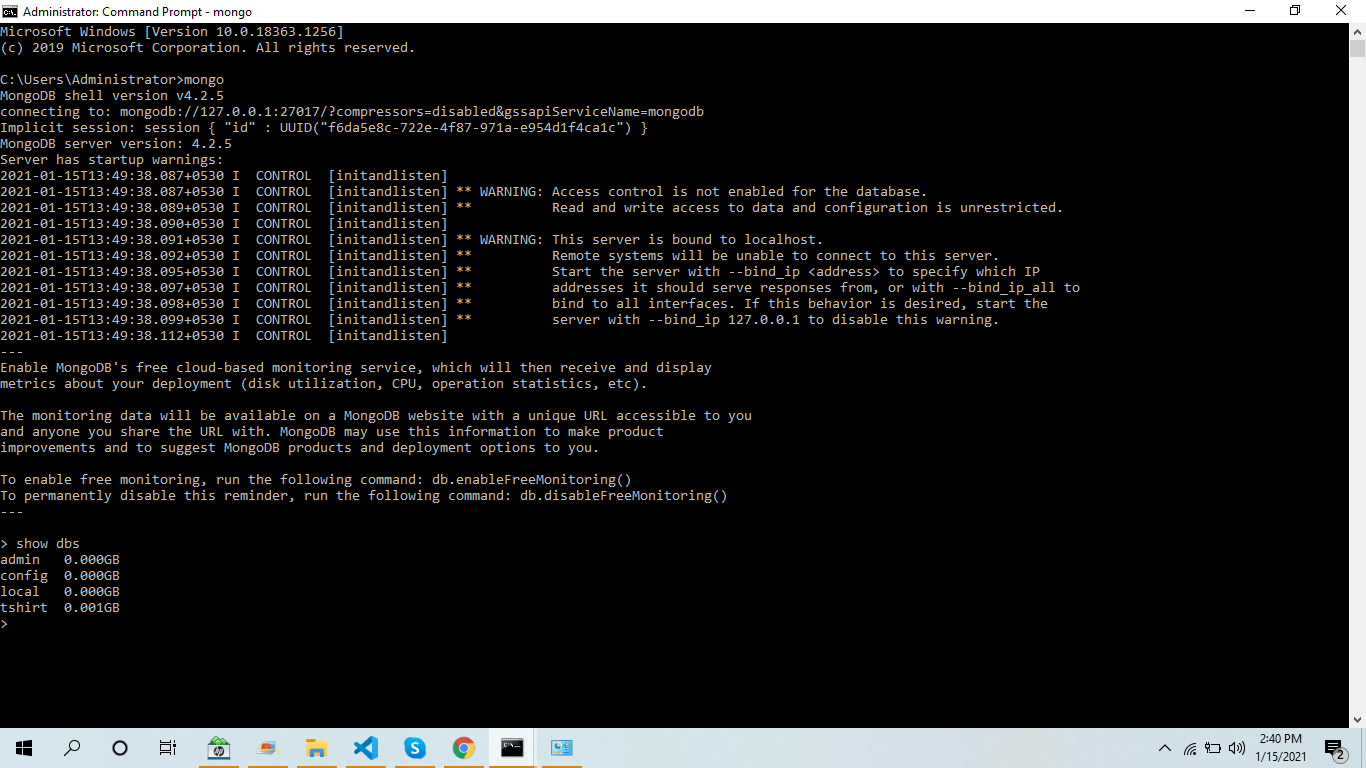 Administrator: Command Prompt - mongo
Microsoft Windows [Version 10.0.18363.1256]
(c) 2019 Microsoft Corporation. All rights reserved.
C:\Users\Administrator>mongo
MongoDB shell version v4.2.5
connecting to: mongodb://127.0.0.1:27017/?compressors=disabled&gssapiServiceName=mongodb
Implicit session: session { "id" : UUID("f6da5e8c-722e-4f87-971a-e954d1f4ca1c") }
MongoDB server version: 4.2.5
Server has startup warnings:
2021-01-15T13:49:38.087+0530 I  CONTROL  [initandlisten]
2021-01-15T13:49:38.087+0530 I  CONTROL  [initandlisten] ** WARNING: Access control is not enabled for the database.
2021-01-15T13:49:38.089+0530 I  CONTROL  [initandlisten] **          Read and write access to data and configuration is unrestricted.
2021-01-15T13:49:38.090+0530 I  CONTROL  [initandlisten]
2021-01-15T13:49:38.091+0530 I  CONTROL  [initandlisten] ** WARNING: This server is bound to localhost.
2021-01-15T13:49:38.092+0530 I  CONTROL  [initandlisten] **          Remote systems will be unable to connect to this server.
2021-01-15T13:49:38.095+0530 I  CONTROL  [initandlisten] **          Start the server with --bind_ip <address> to specify which IP
2021-01-15T13:49:38.097+0530 I  CONTROL  [initandlisten] **          addresses it should serve responses from, or with --bind_ip_all to
2021-01-15T13:49:38.098+0530 I  CONTROL  [initandlisten] **          bind to all interfaces. If this behavior is desired, start the
2021-01-15T13:49:38.099+0530 I  CONTROL  [initandlisten] **          server with --bind_ip 127.0.0.1 to disable this warning.
2021-01-15T13:49:38.112+0530 I  CONTROL  [initandlisten]
---
Enable MongoDB's free cloud-based monitoring service, which will then receive and display
metrics about your deployment (disk utilization, CPU, operation statistics, etc).
The monitoring data will be available on a MongoDB website with a unique URL accessible to you
and anyone you share the URL with. MongoDB may use this information to make product
improvements and to suggest MongoDB products and deployment options to you.
To enable free monitoring, run the following command: db.enableFreeMonitoring()
To permanently disable this reminder, run the following command: db.disableFreeMonitoring()
---
> show dbs
admin   0.000GB
config  0.000GB
local   0.000GB
tshirt  0.001GB
>
2:40 PM
1/15/2021
2